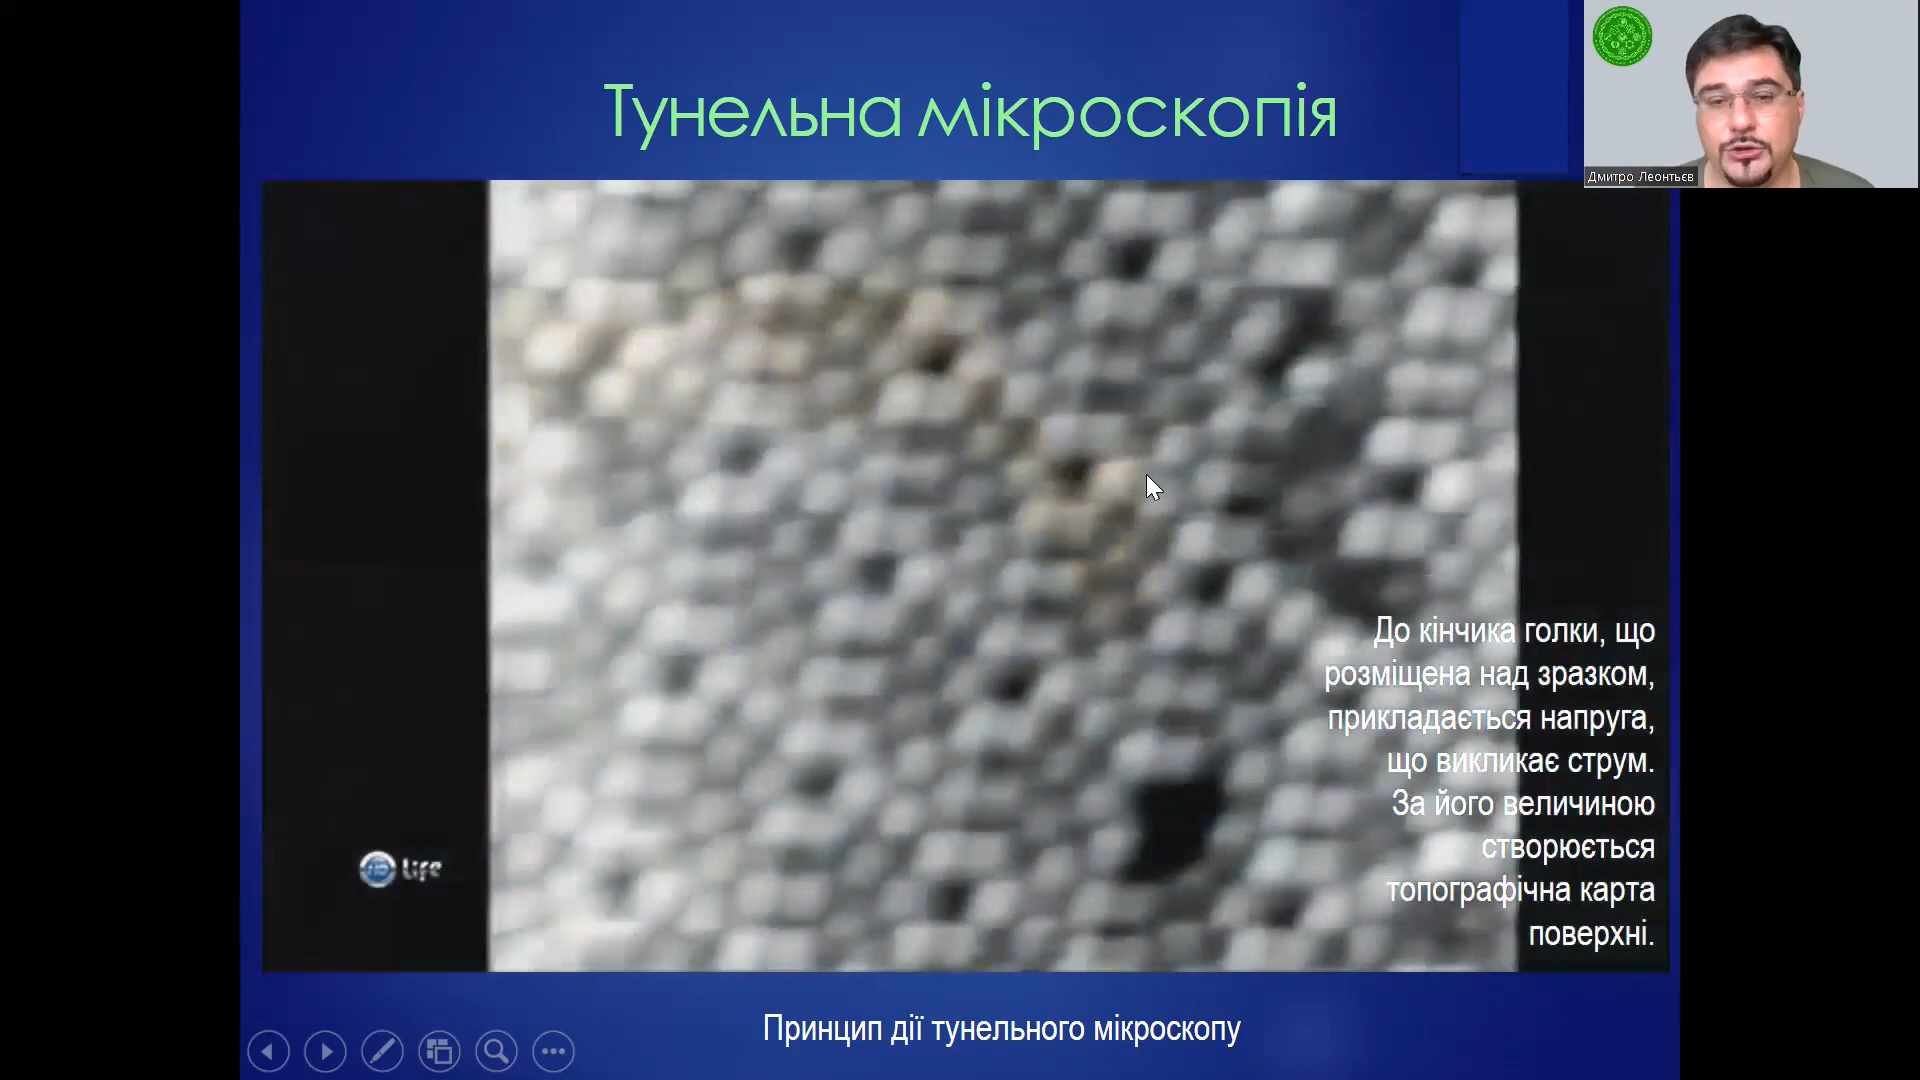 Тунельна мікроскопія
Дмитро Леонтьєв
До кінчика голки, що
розміщена над зразком,
прикладається напруга,
що викликає струм.
За його величиною
створюється
топографічна карта
поверхні.
HD Life
Принцип дії тунельного мікроскопу